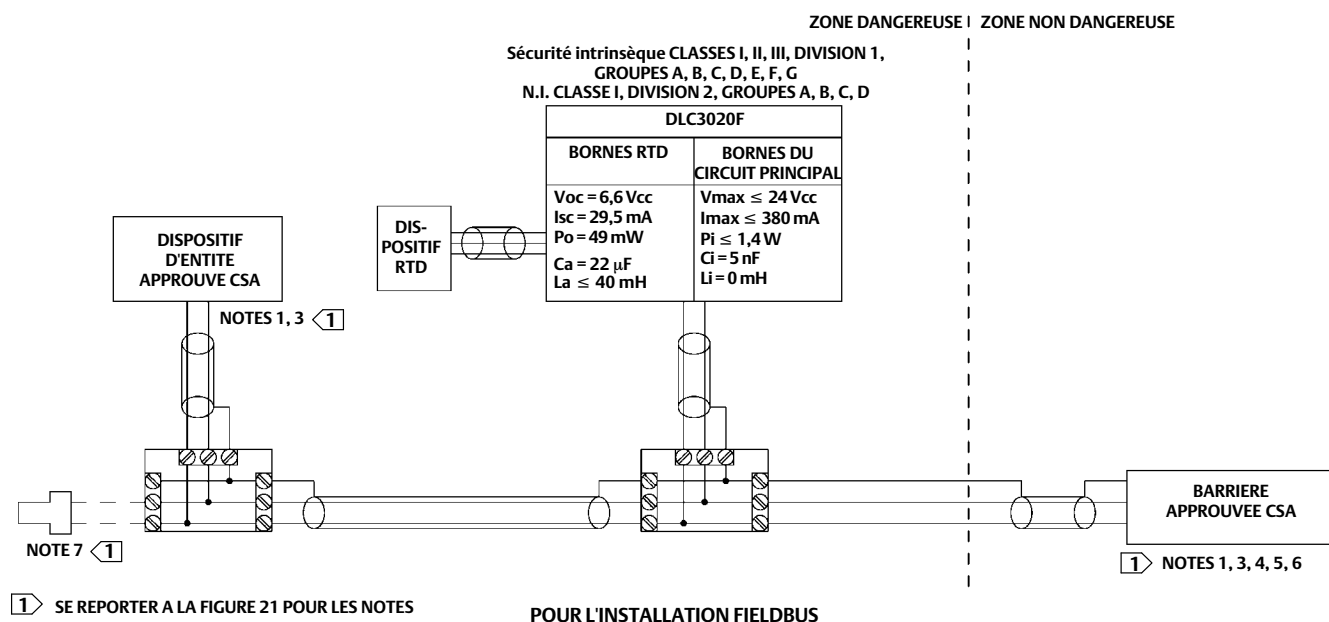 ZONE DANGEREUSE
ZONE NON DANGEREUSE
Sécurité intrinsèque CLASSES I, II, III, DIVISION 1,
GROUPES A, B, C, D, E, F, G
N.I. CLASSE I, DIVISION 2, GROUPES A, B, C, D
DLC3020F
BORNES RTD
BORNES DU
CIRCUIT PRINCIPAL
Voc = 6,6 Vcc
Isc = 29,5 mA
Po = 49 mW
Ca = 22 μF
La ≤ 40 mH
Vmax ≤ 24 Vcc
Imax ≤ 380 mA
Pi ≤ 1,4 W
Ci = 5 nF
Li = 0 mH
DIS-
POSITIF
RTD
DISPOSITIF
D'ENTITE
APPROUVE CSA
NOTES 1, 3 1
BARRIERE
APPROUVEE CSA
1 NOTES 1, 3, 4, 5, 6
NOTE 7 1
1 SE REPORTER A LA FIGURE 21 POUR LES NOTES
POUR L'INSTALLATION FIELDBUS